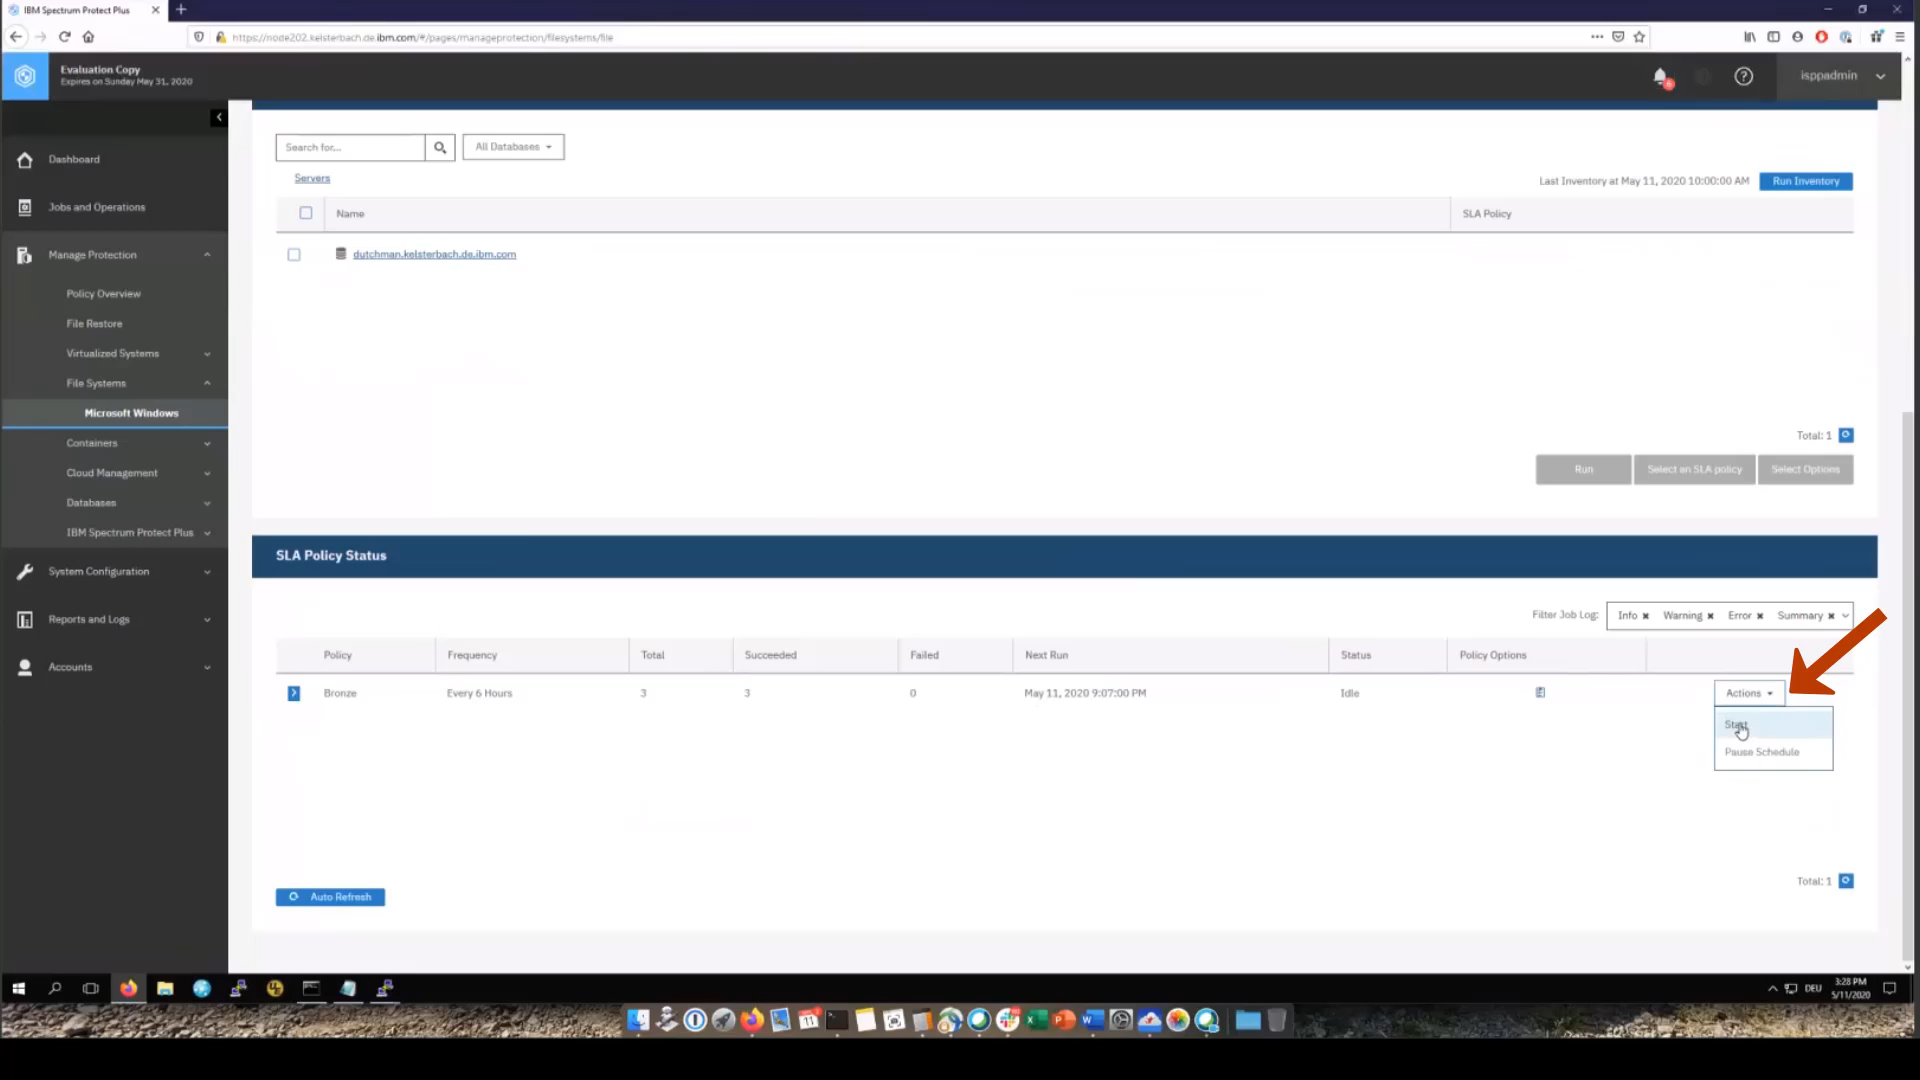 IBM Spectrum Protect Plus
https://node202.kelsterbach.de.ibm.com/#/pages/manageprotection/filesystems/file
Evaluation Copy
Expires on Sunday May 31, 2020
isppadmin
Dashboard
Jobs and Operations
Manage Protection
Policy Overview
File Restore
Virtualized Systems
File Systems
Microsoft Windows
Containers
Cloud Management
Databases
IBM Spectrum Protect Plus
System Configuration
Reports and Logs
Accounts
Search for...
All Databases
Servers
Last Inventory at May 11, 2020 10:00:00 AM
Run Inventory
Name
SLA Policy
dutchman.kelsterbach.de.ibm.com
Total: 1
Run
Select an SLA policy
Select Options
SLA Policy Status
Filter Job Log:
Info × Warning × Error × Summary ×
Policy
Frequency
Total
Succeeded
Failed
Next Run
Status
Policy Options
Bronze
Every 6 Hours
3
3
0
May 11, 2020 9:07:00 PM
Idle
Actions
Start
Pause Schedule
Auto Refresh
Total: 1
DEU
3:28 PM
5/11/2020